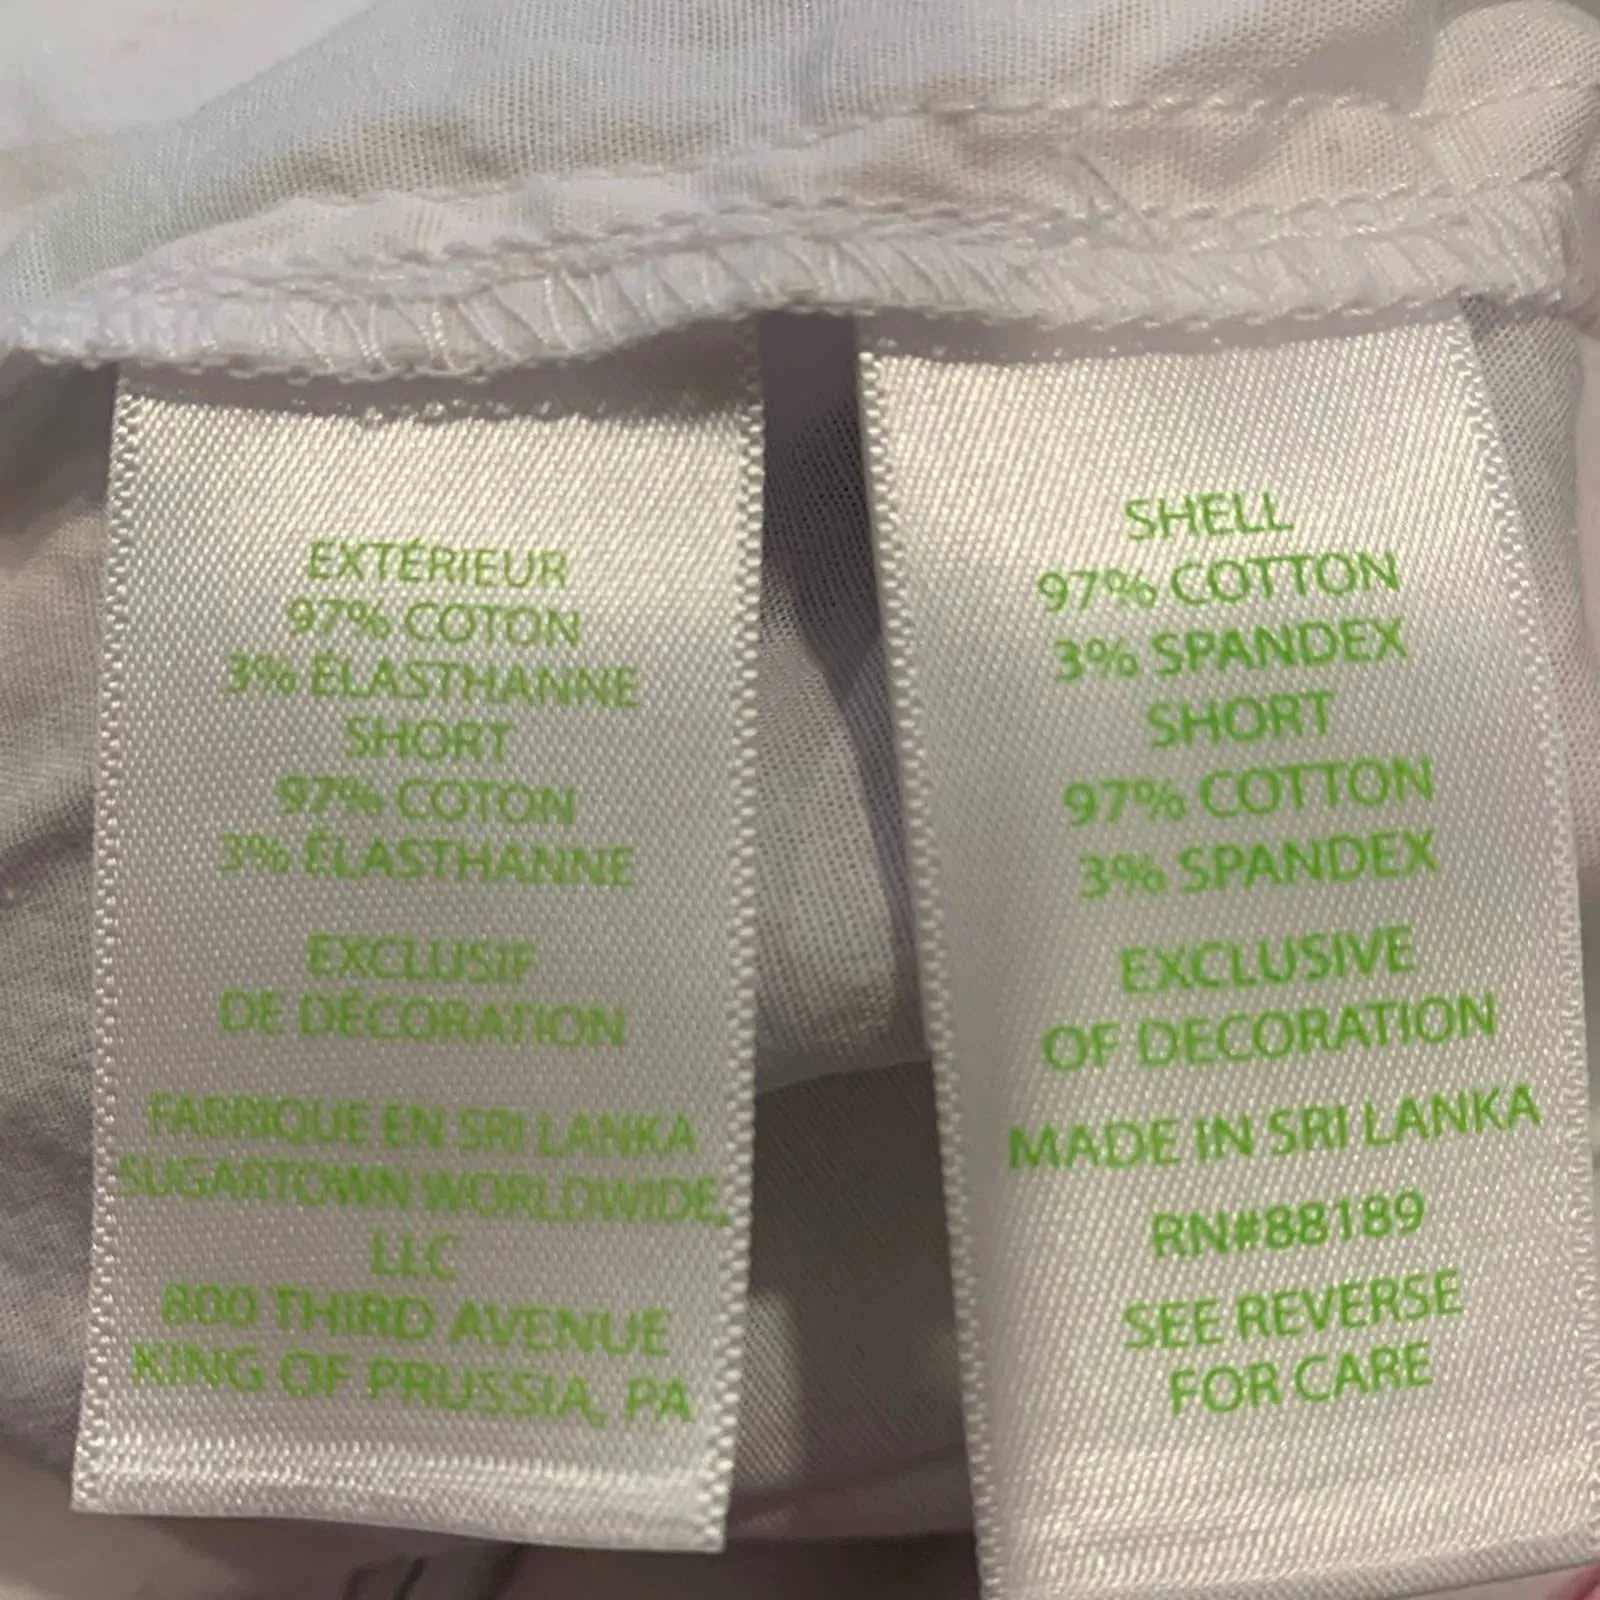 EXTÉRIEUR
97% COTON
3% ÉLASTHANNE
SHORT
97% COTON
3% ÉLASTHANNE
EXCLUSIF
DE DÉCORATION
FABRIQUE EN SRI LANKA
SUGARTOWN WORLDWIDE,
LLC
800 THIRD AVENUE
KING OF PRUSSIA, PA
SHELL
97% COTTON
3% SPANDEX
SHORT
97% COTTON
3% SPANDEX
EXCLUSIVE
OF DECORATION
MADE IN SRI LANKA
RN#88189
SEE REVERSE
FOR CARE